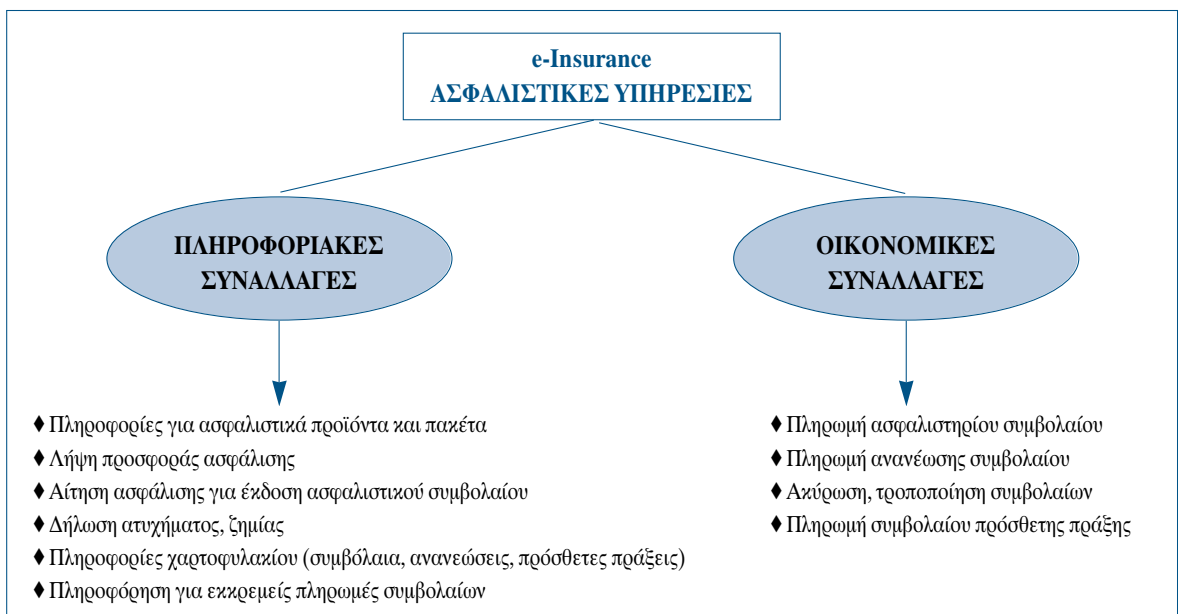 e-Insurance
ΑΣΦΑΛΙΣΤΙΚΕΣ ΥΠΗΡΕΣΙΕΣ
ΠΛΗΡΟΦΟΡΙΑΚΕΣ
ΣΥΝΑΛΛΑΓΕΣ
♦ Πληροφορίες για ασφαλιστικά προϊόντα και πακέτα
♦ Λήψη προσφοράς ασφάλισης
♦ Αίτηση ασφάλισης για έκδοση ασφαλιστικού συμβολαίου
♦ Δήλωση ατυχήματος, ζημίας
♦ Πληροφορίες χαρτοφυλακίου (συμβόλαια, ανανεώσεις, πρόσθετες πράξεις)
♦ Πληροφόρηση για εκκρεμείς πληρωμές συμβολαίων
ΟΙΚΟΝΟΜΙΚΕΣ
ΣΥΝΑΛΛΑΓΕΣ
♦ Πληρωμή ασφαλιστηρίου συμβολαίου
♦ Πληρωμή ανανέωσης συμβολαίου
♦ Ακύρωση, τροποποίηση συμβολαίων
♦ Πληρωμή συμβολαίου πρόσθετης πράξης